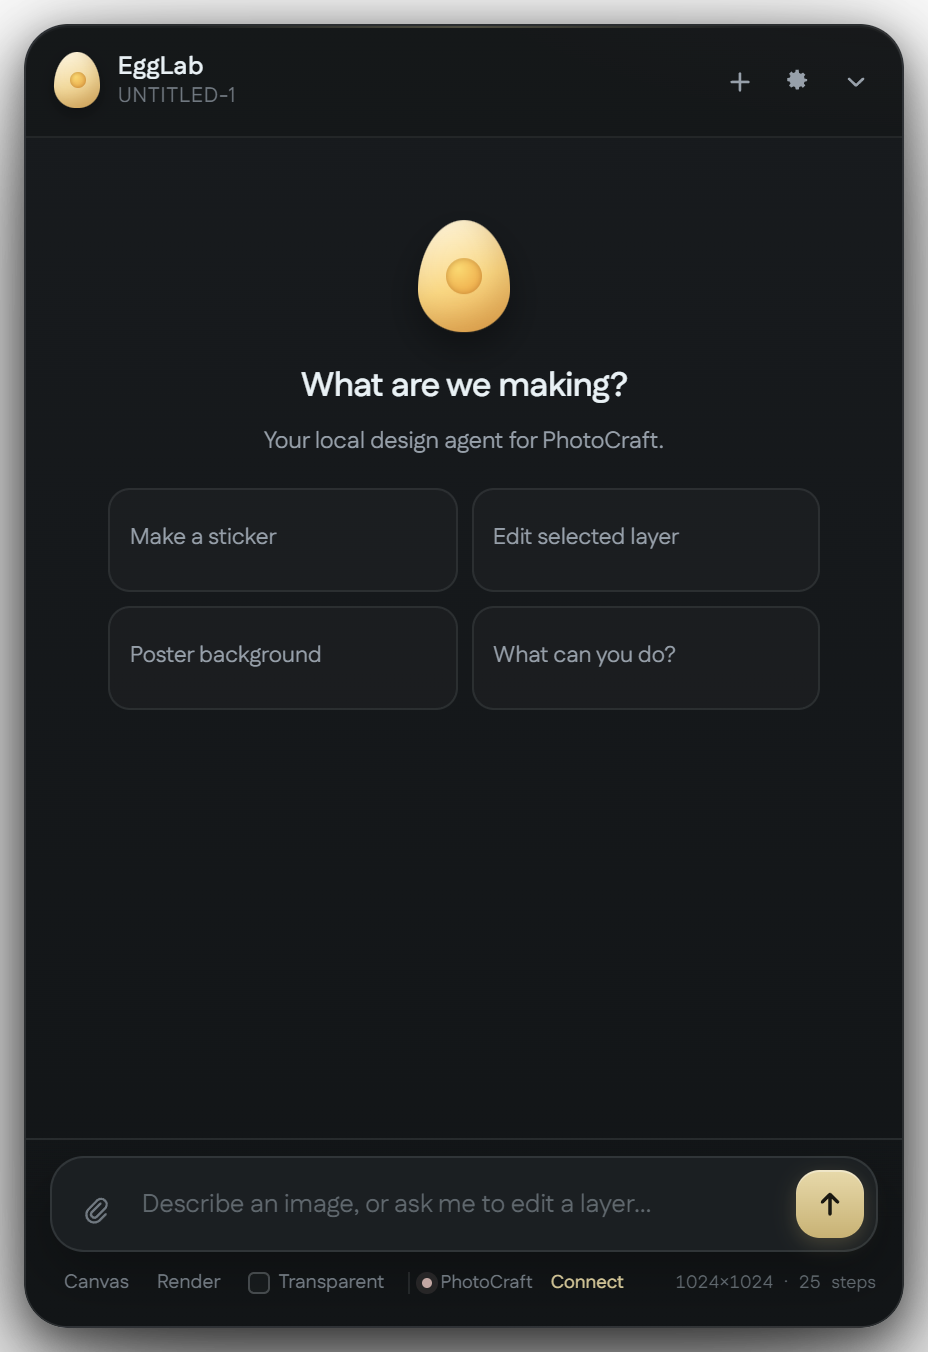 EggLab
UNTITLED-1
What are we making?
Your local design agent for PhotoCraft.
Make a sticker
Edit selected layer
Poster background
What can you do?
Describe an image, or ask me to edit a layer...
Canvas Render Transparent PhotoCraft Connect 1024×1024 · 25 steps